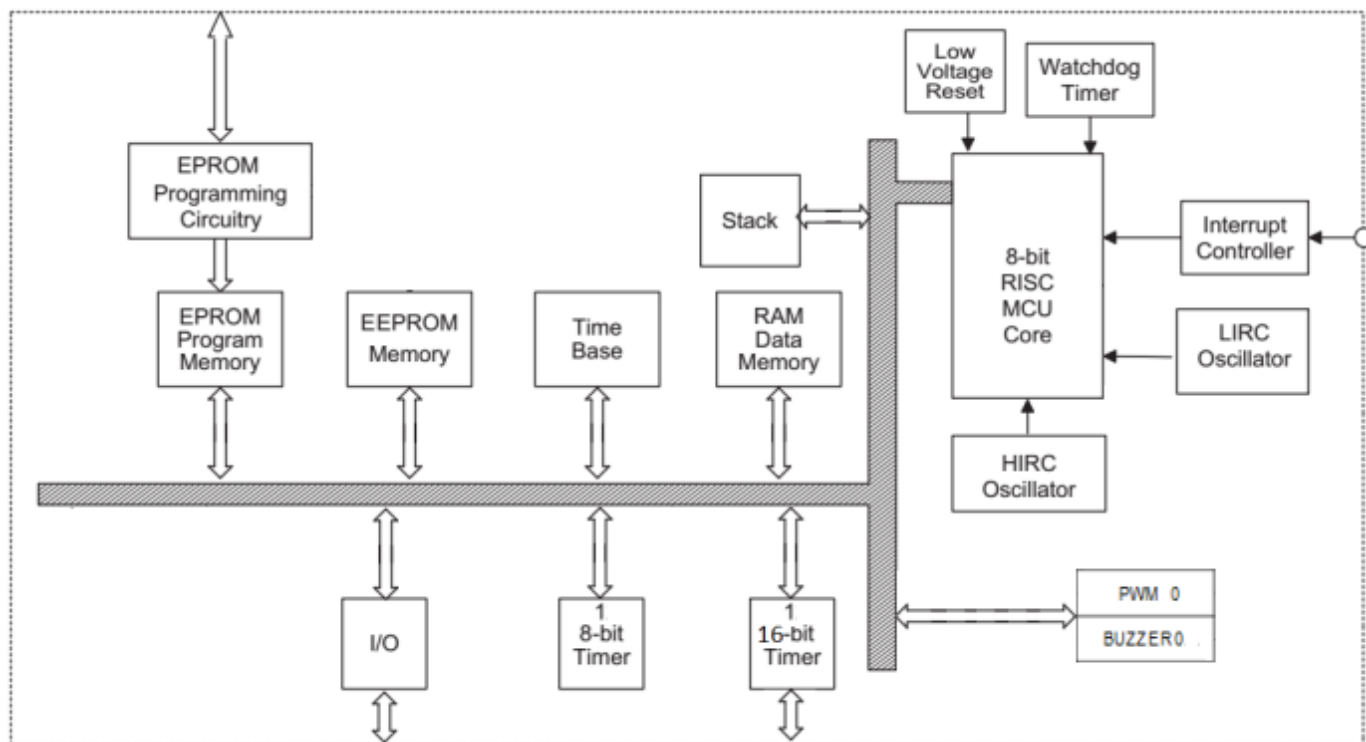 Low
Voltage
Reset
Watchdog
Timer
EPROM
Programming
Circuitry
Stack
8-bit
RISC
MCU
Core
Interrupt
Controller
EPROM
Program
Memory
EEPROM
Memory
Time
Base
RAM
Data
Memory
LIRC
Oscillator
HIRC
Oscillator
I/O
1
8-bit
Timer
1
16-bit
Timer
PWM 0
BUZZER0